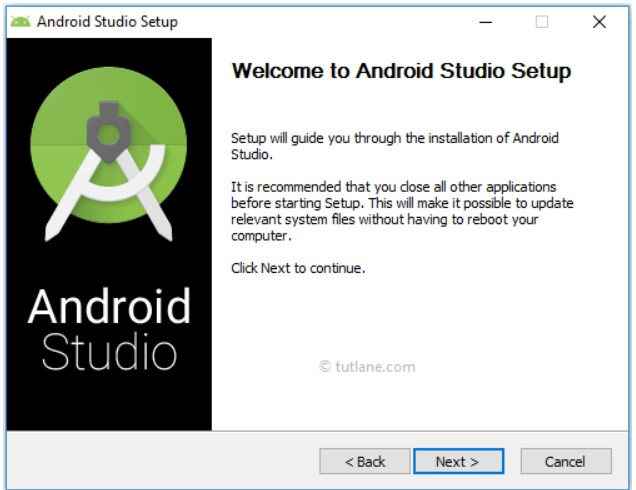 Android Studio Setup
Welcome to Android Studio Setup
Setup will guide you through the installation of Android
Studio.
It is recommended that you close all other applications
before starting Setup. This will make it possible to update
relevant system files without having to reboot your
computer.
Click Next to continue.
Android
Studio
© tutlane.com
< Back
Next >
Cancel